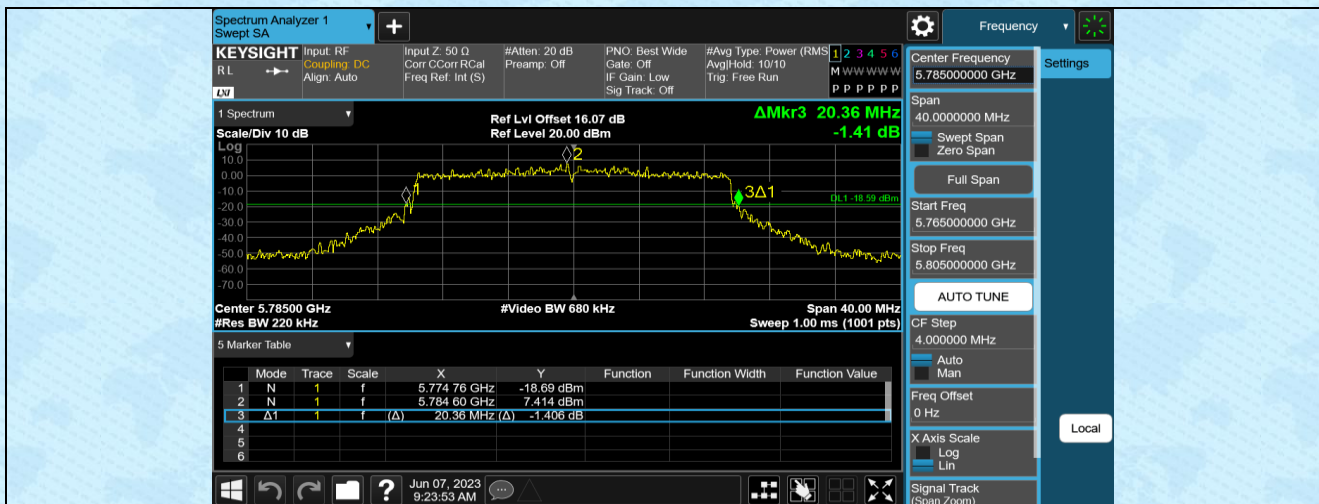 Spectrum Analyzer 1
Swept SA
+
Frequency
KEYSIGHT
R L
LXI
Input: RF
Coupling: DC
Align: Auto
Input Z: 50 Ω
Corr CCorr RCal
Freq Ref: Int (S)
#Atten: 20 dB
Preamp: Off
PNO: Best Wide
Gate: Off
IF Gain: Low
Sig Track: Off
#Avg Type: Power (RMS
Avg|Hold: 10/10
Trig: Free Run
1 2 3 4 5 6
M W W W W W
P P P P P P
1 Spectrum
Scale/Div 10 dB
Ref Lvl Offset 16.07 dB
Ref Level 20.00 dBm
ΔMkr3 20.36 MHz
-1.41 dB
Log
10.0
0.00
-10.0
-20.0
-30.0
-40.0
-50.0
-60.0
-70.0
2
3Δ1
DL1 -18.59 dBm
Center 5.78500 GHz
#Video BW 680 kHz
Span 40.00 MHz
#Res BW 220 kHz
Sweep 1.00 ms (1001 pts)
5 Marker Table
Mode Trace Scale X Y Function Function Width Function Value
1 N 1 f 5.774 76 GHz -18.69 dBm
2 N 1 f 5.784 60 GHz 7.414 dBm
3 Δ1 1 f (Δ) 20.36 MHz (Δ) -1.406 dB
4
5
6
?
Jun 07, 2023
9:23:53 AM
Center Frequency
5.785000000 GHz
Settings
Span
40.0000000 MHz
Swept Span
Zero Span
Full Span
Start Freq
5.765000000 GHz
Stop Freq
5.805000000 GHz
AUTO TUNE
CF Step
4.000000 MHz
Auto
Man
Freq Offset
0 Hz
Local
X Axis Scale
Log
Lin
Signal Track
(Span Zoom)